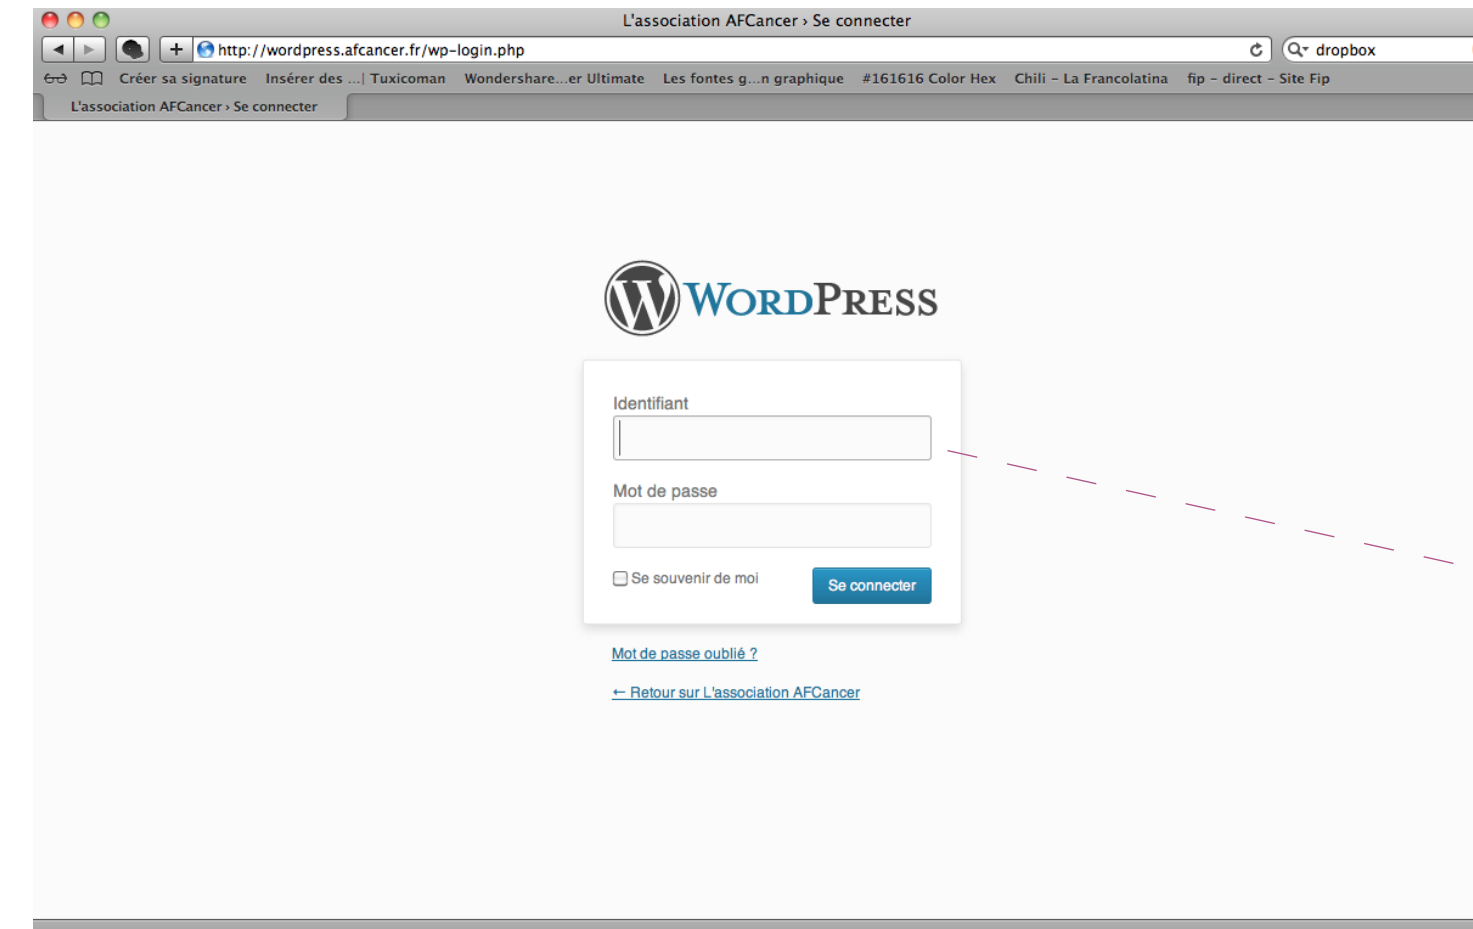 L'association AFCancer › Se connecter
http://wordpress.afcancer.fr/wp-login.php dropbox
Créer sa signature Insérer des ...| Tuxicoman Wondershare...er Ultimate Les fontes g...n graphique #161616 Color Hex Chili – La Francolatina fip – direct – Site Fip
L'association AFCancer › Se connecter
WORDPRESS
Identifiant
Mot de passe
Se souvenir de moi Se connecter
Mot de passe oublié ?
← Retour sur L'association AFCancer